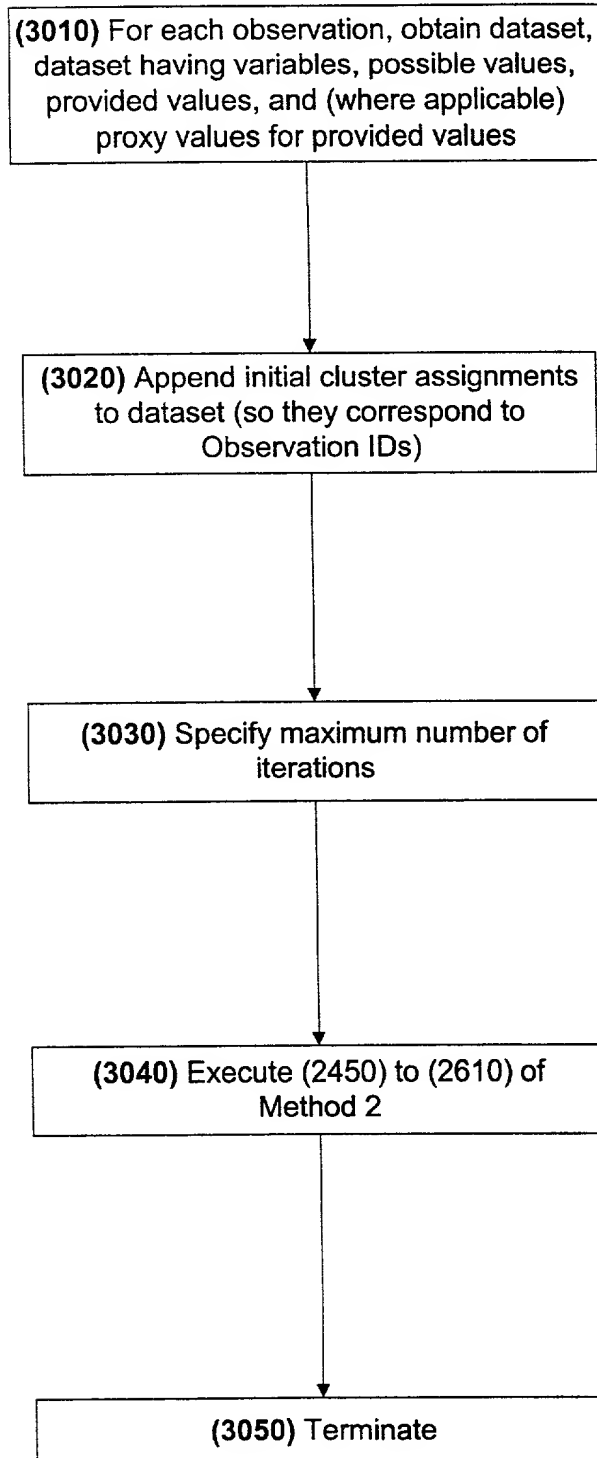 (3010) For each observation, obtain dataset,
dataset having variables, possible values,
provided values, and (where applicable)
proxy values for provided values
(3020) Append initial cluster assignments
to dataset (so they correspond to
Observation IDs)
(3030) Specify maximum number of
iterations
(3040) Execute (2450) to (2610) of
Method 2
(3050) Terminate